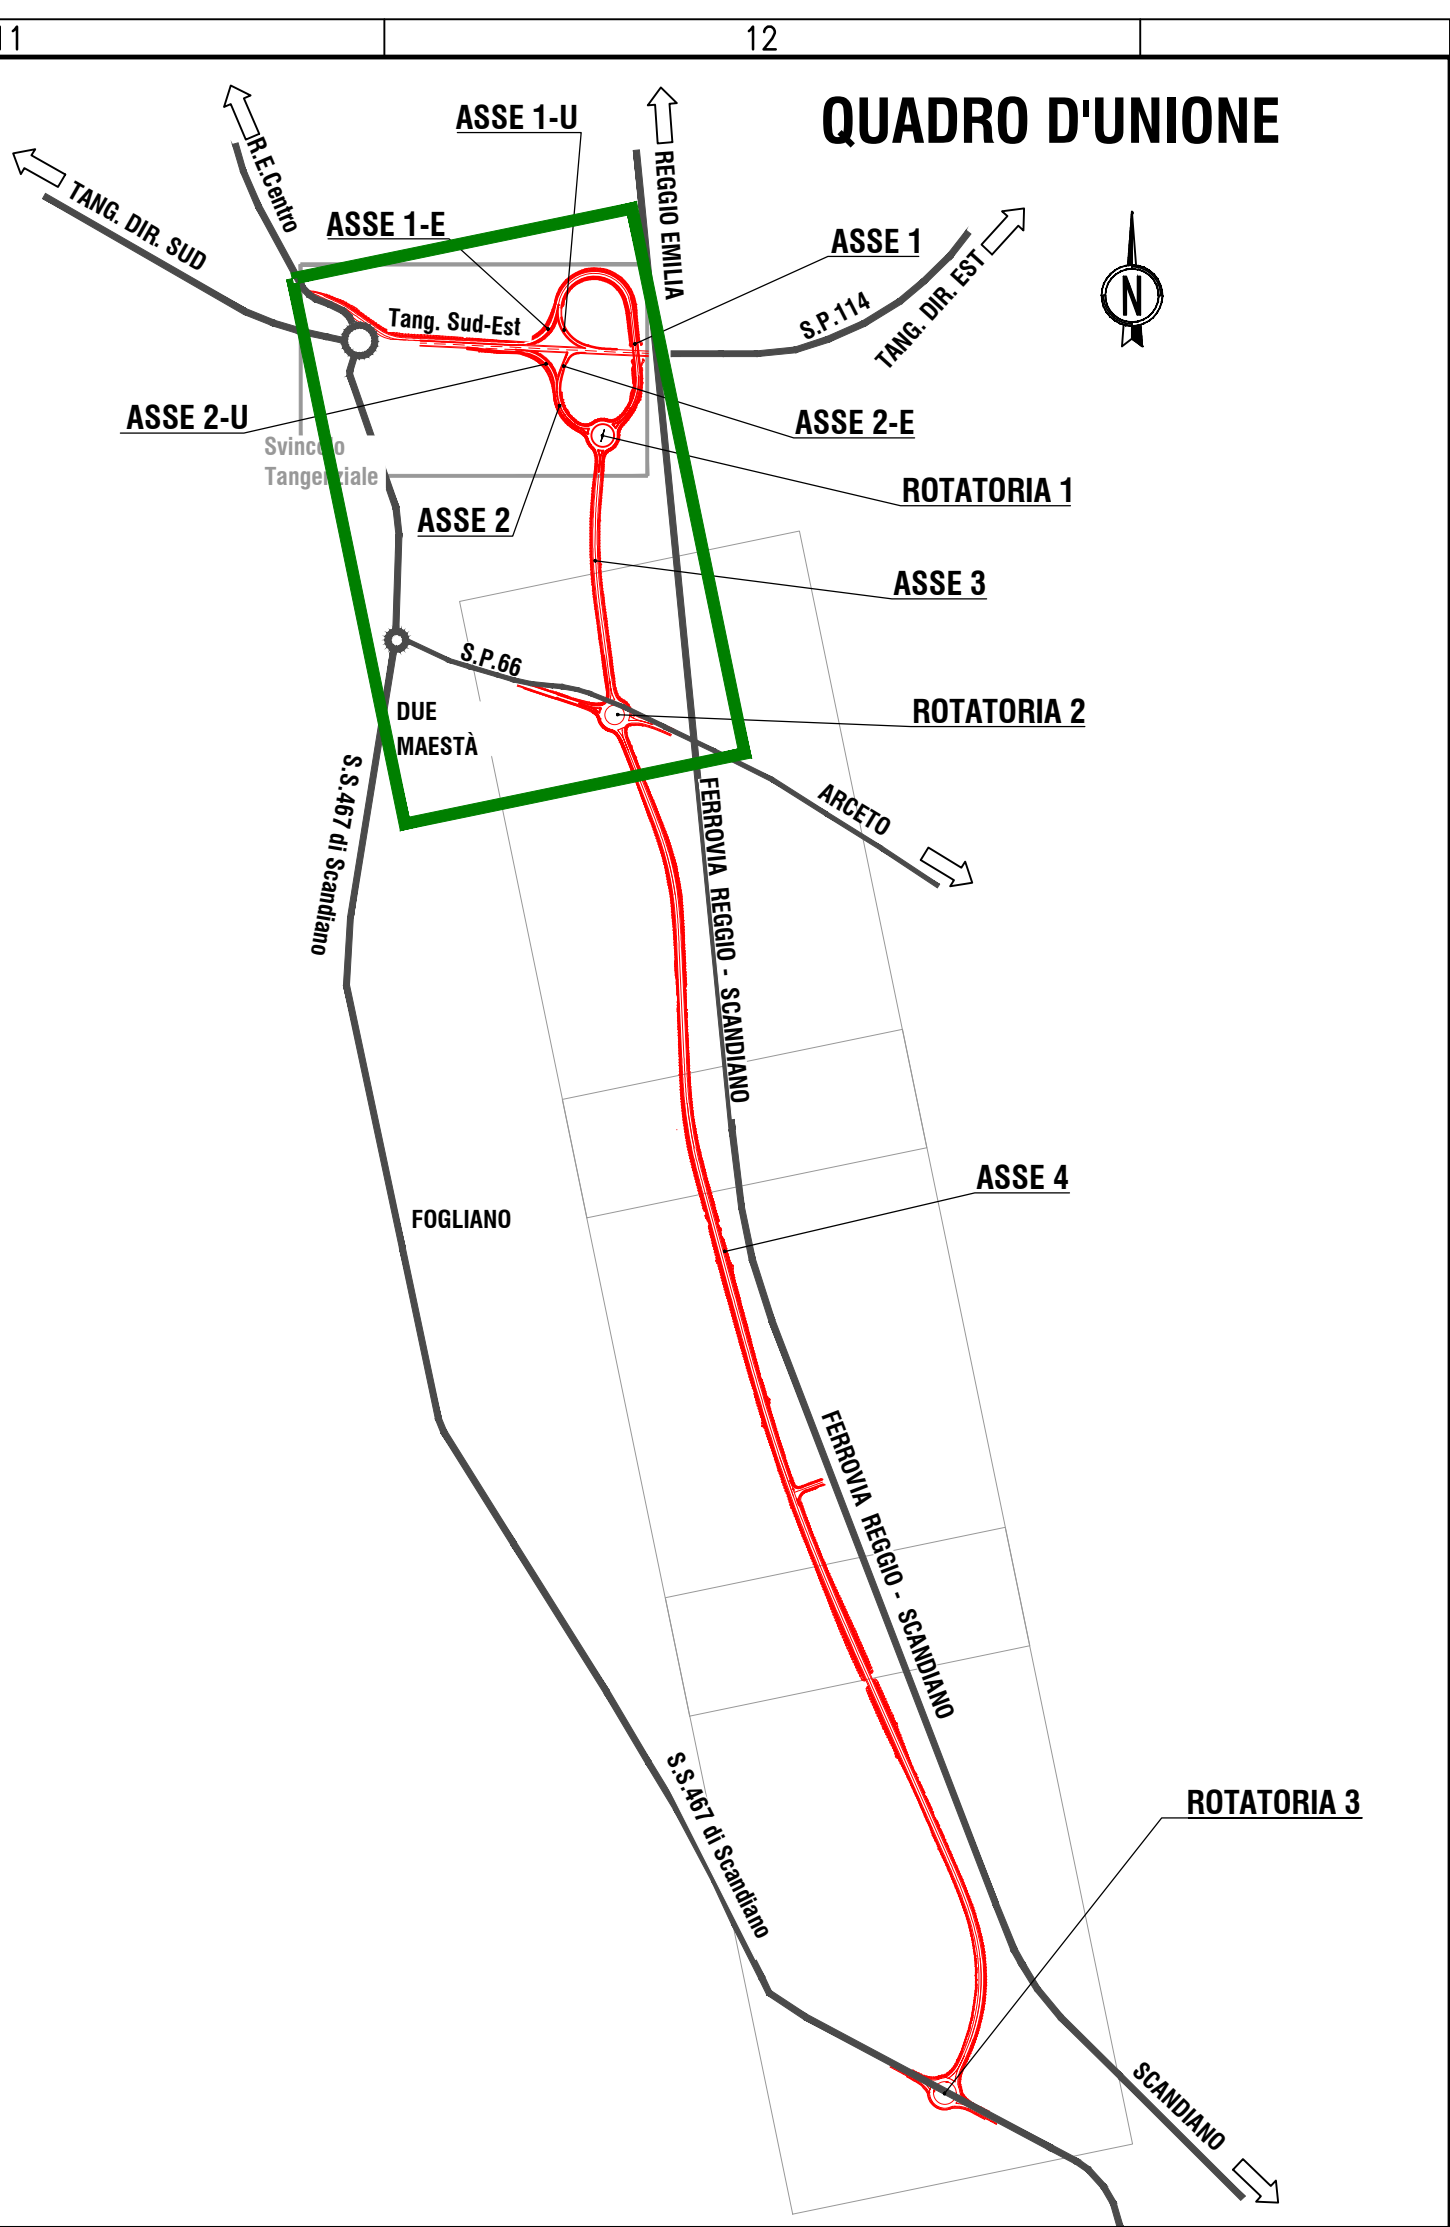 11
12
QUADRO D'UNIONE
ASSE 1-U
R.E.Centro
REGGIO EMILIA
TANG. DIR. SUD
ASSE 1-E
ASSE 1
TANG. DIR. EST
N
S.P.114
Tang. Sud-Est
ASSE 2-U
ASSE 2-E
Svincolo
Tangenziale
ROTATORIA 1
ASSE 2
ASSE 3
S.P.66
DUE
MAESTÀ
ROTATORIA 2
S.S.467 di Scandiano
FERROVIA REGGIO - SCANDIANO
ARCETO
ASSE 4
FOGLIANO
FERROVIA REGGIO - SCANDIANO
S.S.467 di Scandiano
ROTATORIA 3
SCANDIANO